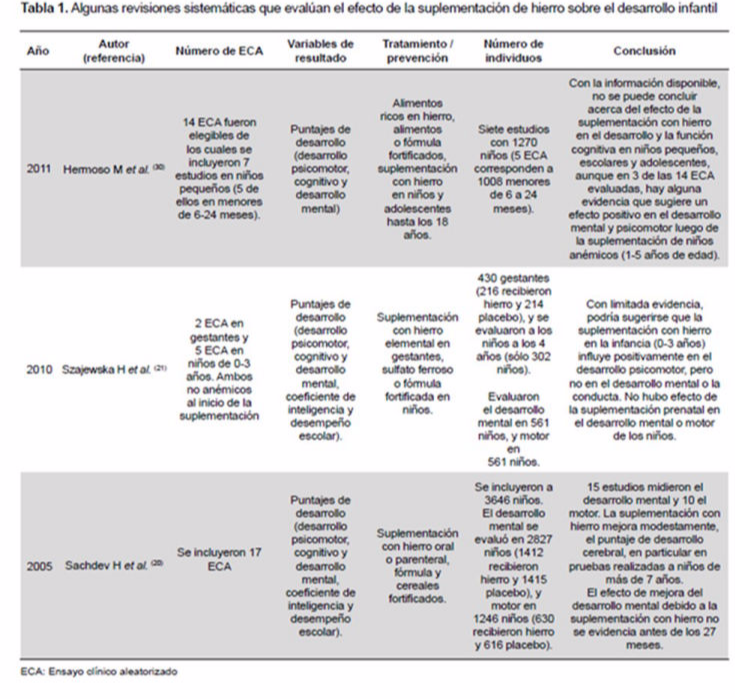 Tabla 1. Algunas revisiones sistemáticas que evalúan el efecto de la suplementación de hierro sobre el desarrollo infantil
Año
Autor
(referencia)
Número de ECA
Variables de
resultado
Tratamiento /
prevención
Número de
individuos
Conclusión
2011
Hermoso M et al. (30)
14 ECA fueron
elegibles de
los cuales se
incluyeron 7
estudios en niños
pequeños (5 de
ellos en menores
de 6-24 meses).
Puntajes de
desarrollo
(desarrollo
psicomotor,
cognitivo y
desarrollo
mental)
Alimentos
ricos en hierro,
alimentos
o fórmula
fortificados,
suplementación
con hierro
en niños y
adolescentes
hasta los 18
años.
Siete estudios
con 1270
niños (5 ECA
corresponden a
1008 menores
de 6 a 24
meses).
Con la información disponible,
no se puede concluir
acerca del efecto de la
suplementación con hierro
en el desarrollo y la función
cognitiva en niños pequeños,
escolares y adolescentes,
aunque en 3 de las 14 ECA
evaluadas, hay alguna
evidencia que sugiere un
efecto positivo en el desarrollo
mental y psicomotor luego de
la suplementación de niños
anémicos (1-5 años de edad).
2010
Szajewska H et al. (21)
2 ECA en
gestantes y
5 ECA en
niños de 0-3
años. Ambos
no anémicos
al inicio de la
suplementación
Puntajes de
desarrollo
(desarrollo
psicomotor,
cognitivo y
desarrollo
mental,
coeficiente de
inteligencia y
desempeño
escolar).
Suplementación
con hierro
elemental en
gestantes,
sulfato ferroso
o fórmula
fortificada en
niños.
430 gestantes
(216 recibieron
hierro y 214
placebo), y se
evaluaron a los
niños a los 4
años (sólo 302
niños).
Evaluaron
el desarrollo
mental en 561
niños, y motor
en
561 niños.
Con limitada evidencia,
podría sugerirse que la
suplementación con hierro
en la infancia (0-3 años)
influye positivamente en el
desarrollo psicomotor, pero
no en el desarrollo mental o la
conducta. No hubo efecto de
la suplementación prenatal en
el desarrollo mental o motor
de los niños.
2005
Sachdev H et al. (20)
Se incluyeron 17
ECA
Puntajes de
desarrollo
(desarrollo
psicomotor,
cognitivo y
desarrollo
mental,
coeficiente de
inteligencia y
desempeño
escolar).
Suplementación
con hierro oral
o parenteral,
fórmula y
cereales
fortificados.
Se incluyeron a
3646 niños.
El desarrollo
mental se
evaluó en 2827
niños (1412
recibieron
hierro y 1415
placebo), y
motor en
1246 niños (630
recibieron hierro
y 616 placebo).
15 estudios midieron el
desarrollo mental y 10 el
motor. La suplementación con
hierro mejora modestamente,
el puntaje de desarrollo
cerebral, en particular en
pruebas realizadas a niños de
más de 7 años.
El efecto de mejora del
desarrollo mental debido a la
suplementación con hierro no
se evidencia antes de los 27
meses.
ECA: Ensayo clínico aleatorizado